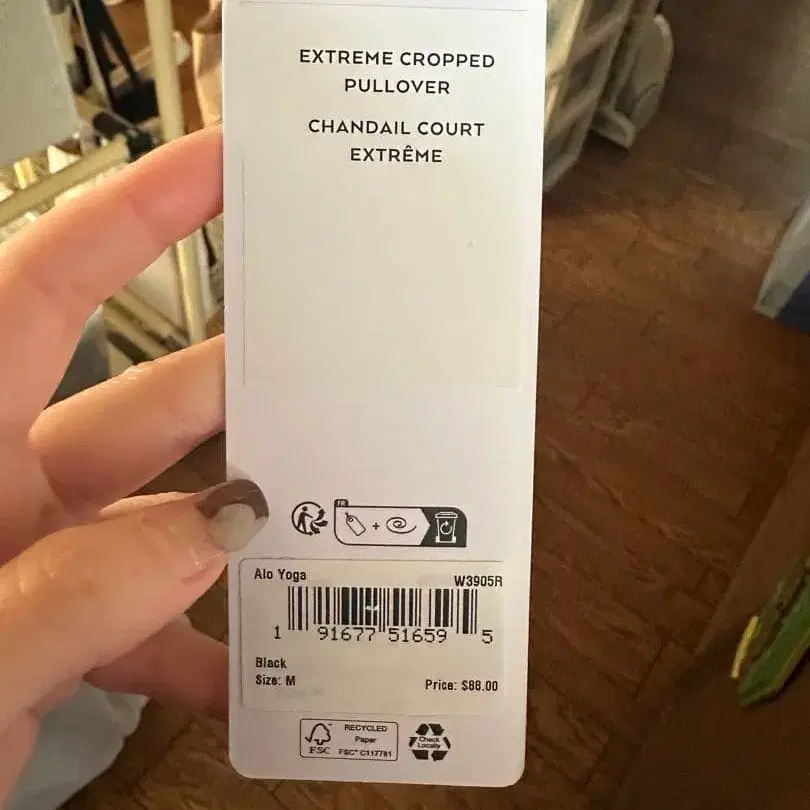 EXTREME CROPPED
PULLOVER
CHANDAIL COURT
EXTRÊME
FR
+
Alo Yoga W3905R
1 91677 51659 5
Black
Size: M Price: $88.00
RECYCLED
Paper
FSC FSC® C117781
Check
Locally